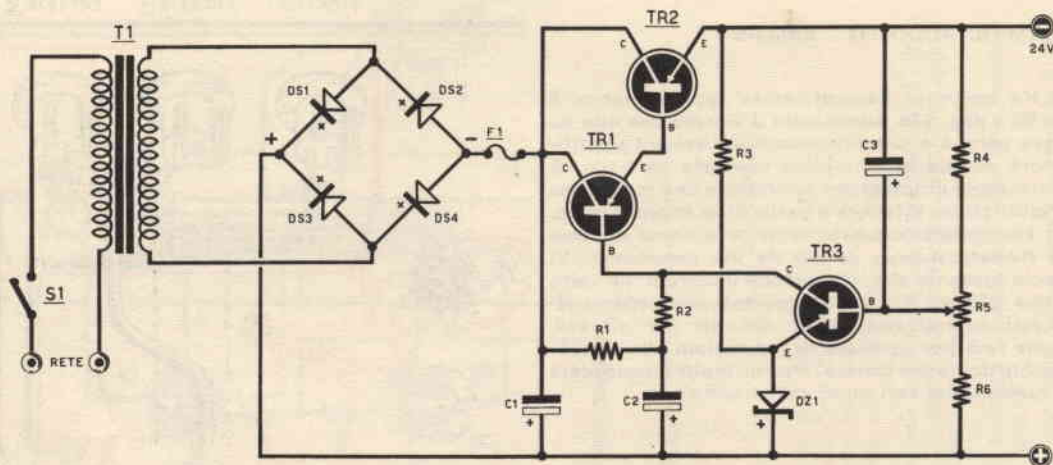 T1
TR2
C
E
24V
B
DS1
DS2
+
-
F1
TR1
C
E
B
R3
C3
R4
DS3
DS4
S1
TR3
C
B
E
R5
R2
R1
RETE
C1
+
C2
+
DZ1
+
R6